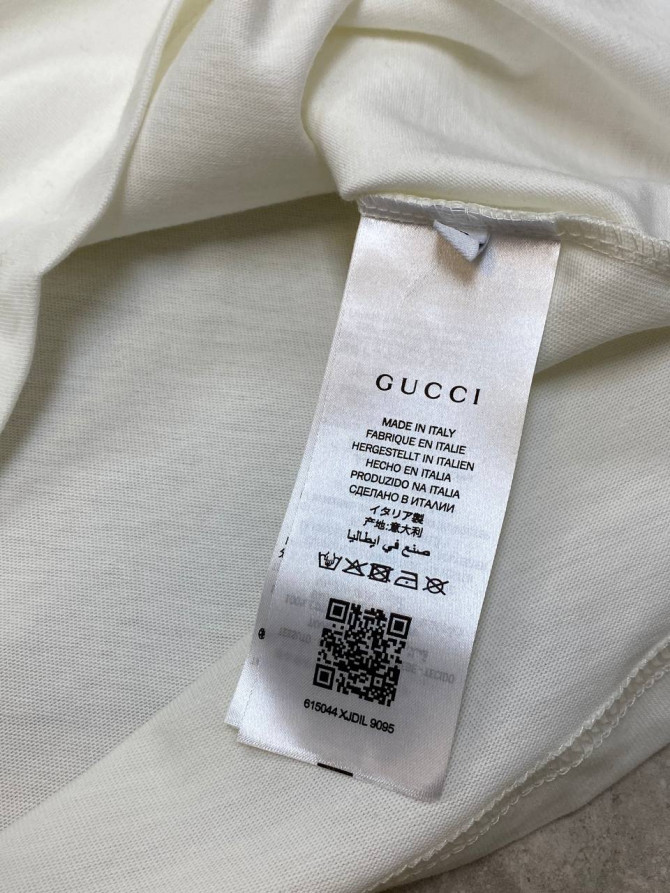 GUCCI
MADE IN ITALY
FABRIQUE EN ITALIE
HERGESTELLT IN ITALIEN
HECHO EN ITALIA
PRODUZIDO NA ITALIA
СДЕЛАНО В ИТАЛИИ
イタリア製
产地:意大利
صنع في ايطاليا
615044 XJDIL 9095